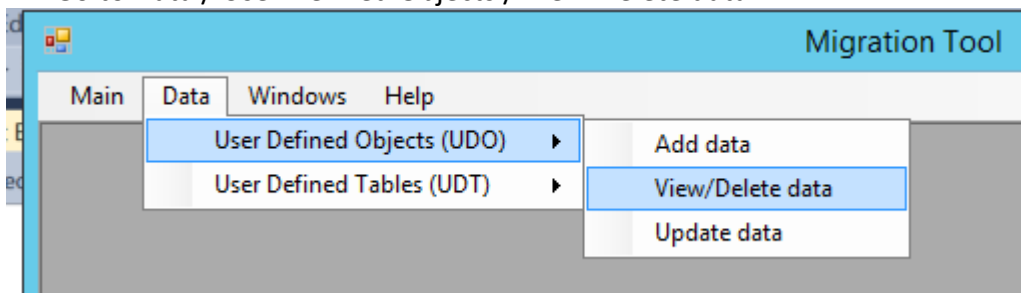 Migration Tool
Main Data Windows Help
User Defined Objects (UDO)
Add data
User Defined Tables (UDT)
View/Delete data
Update data